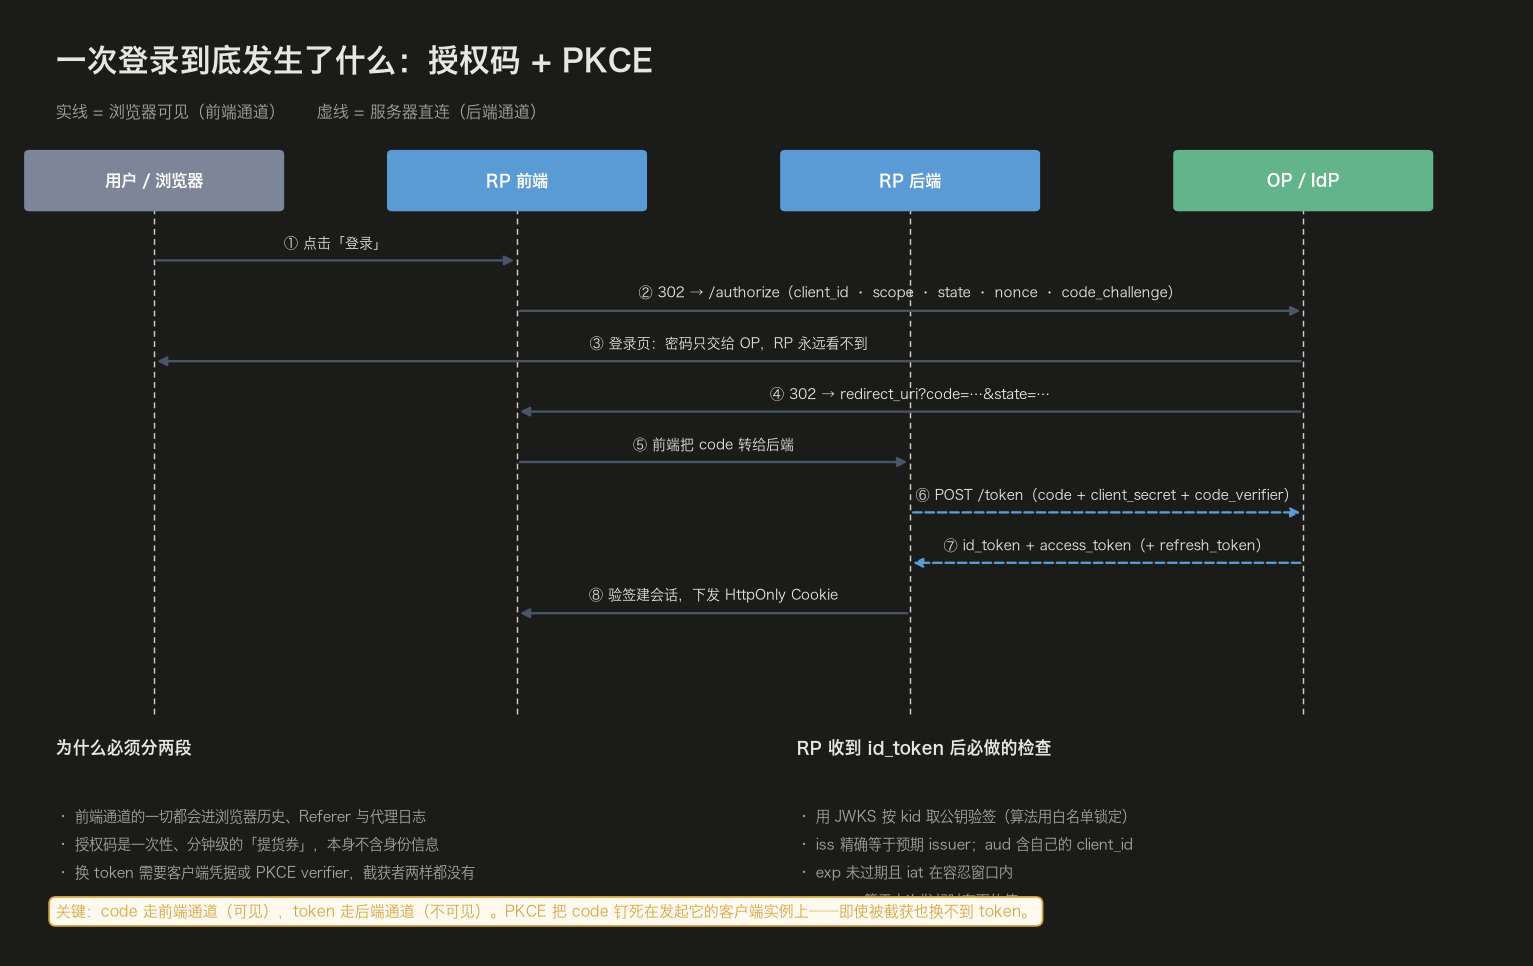 一次登录到底发生了什么：授权码 + PKCE
实线 = 浏览器可见（前端通道） 虚线 = 服务器直连（后端通道）
用户 / 浏览器
RP 前端
RP 后端
OP / IdP
① 点击「登录」
② 302 → /authorize（client_id · scope · state · nonce · code_challenge）
③ 登录页：密码只交给 OP，RP 永远看不到
④ 302 → redirect_uri?code=…&state=…
⑤ 前端把 code 转给后端
⑥ POST /token（code + client_secret + code_verifier）
⑦ id_token + access_token（+ refresh_token）
⑧ 验签建会话，下发 HttpOnly Cookie
为什么必须分两段
· 前端通道的一切都会进浏览器历史、Referer 与代理日志
· 授权码是一次性、分钟级的「提货券」，本身不含身份信息
· 换 token 需要客户端凭据或 PKCE verifier，截获者两样都没有
RP 收到 id_token 后必做的检查
· 用 JWKS 按 kid 取公钥验签（算法用白名单锁定）
· iss 精确等于预期 issuer；aud 含自己的 client_id
· exp 未过期且 iat 在容忍窗口内
关键：code 走前端通道（可见），token 走后端通道（不可见）。PKCE 把 code 钉死在发起它的客户端实例上——即使被截获也换不到 token。